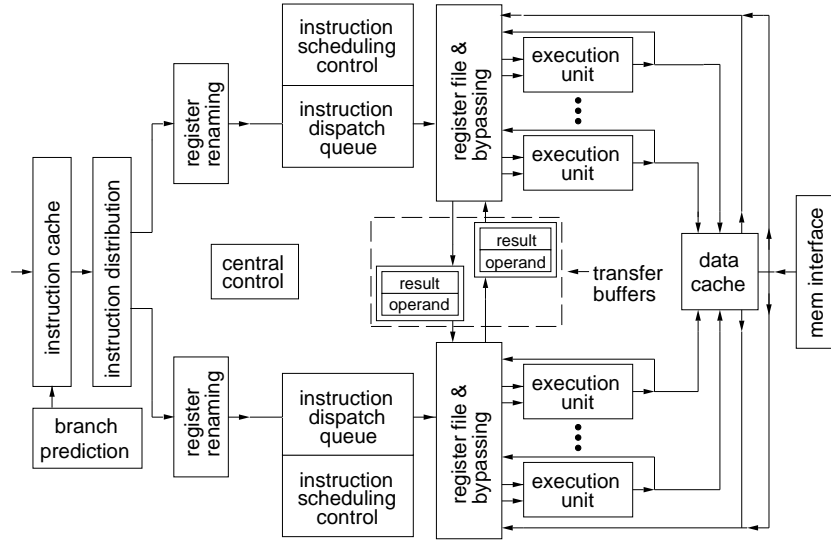 instruction
scheduling
control
instruction
dispatch
queue
register
renaming
register file &
bypassing
execution
unit
execution
unit
instruction cache
instruction distribution
central
control
result
operand
result
operand
transfer
buffers
data
cache
mem interface
branch
prediction
register
renaming
instruction
dispatch
queue
instruction
scheduling
control
register file &
bypassing
execution
unit
execution
unit